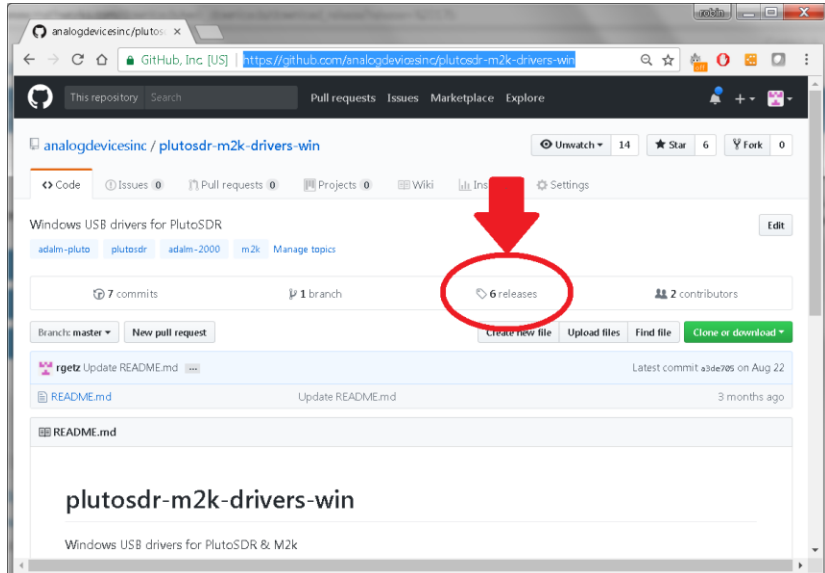 robin
analogdevicesinc/plutos
GitHub, Inc. [US] https://github.com/analogdevicesinc/plutosdr-m2k-drivers-win
off
This repository Search Pull requests Issues Marketplace Explore
analogdevicesinc / plutosdr-m2k-drivers-win Unwatch 14 Star 6 Fork 0
Code Issues 0 Pull requests 0 Projects 0 Wiki Settings
Windows USB drivers for PlutoSDR Edit
adalm-pluto plutosdr adalm-2000 m2k Manage topics
7 commits 1 branch 6 releases 2 contributors
Branch: master New pull request Create new file Upload files Find file Clone or download
rgetz Update README.md ... Latest commit a3de705 on Aug 22
README.md Update README.md 3 months ago
README.md
plutosdr-m2k-drivers-win
Windows USB drivers for PlutoSDR & M2k